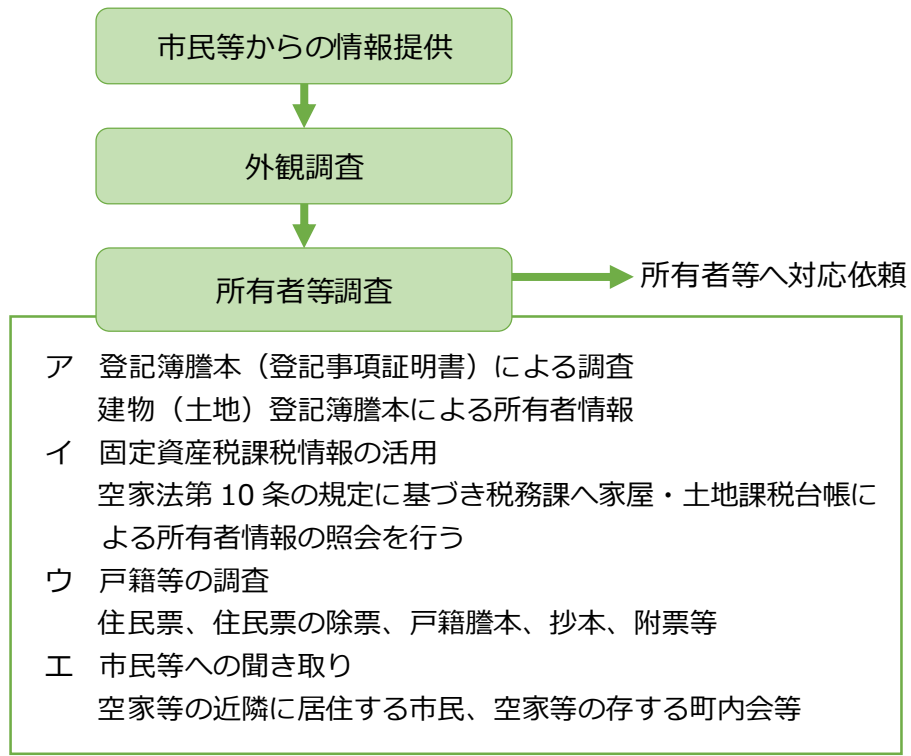 市民等からの情報提供
外観調査
所有者等調査
所有者等へ対応依頼
ア 登記簿謄本（登記事項証明書）による調査
建物（土地）登記簿謄本による所有者情報
イ 固定資産税課税情報の活用
空家法第 10 条の規定に基づき税務課へ家屋・土地課税台帳に
よる所有者情報の照会を行う
ウ 戸籍等の調査
住民票、住民票の除票、戸籍謄本、抄本、附票等
エ 市民等への聞き取り
空家等の近隣に居住する市民、空家等の存する町内会等